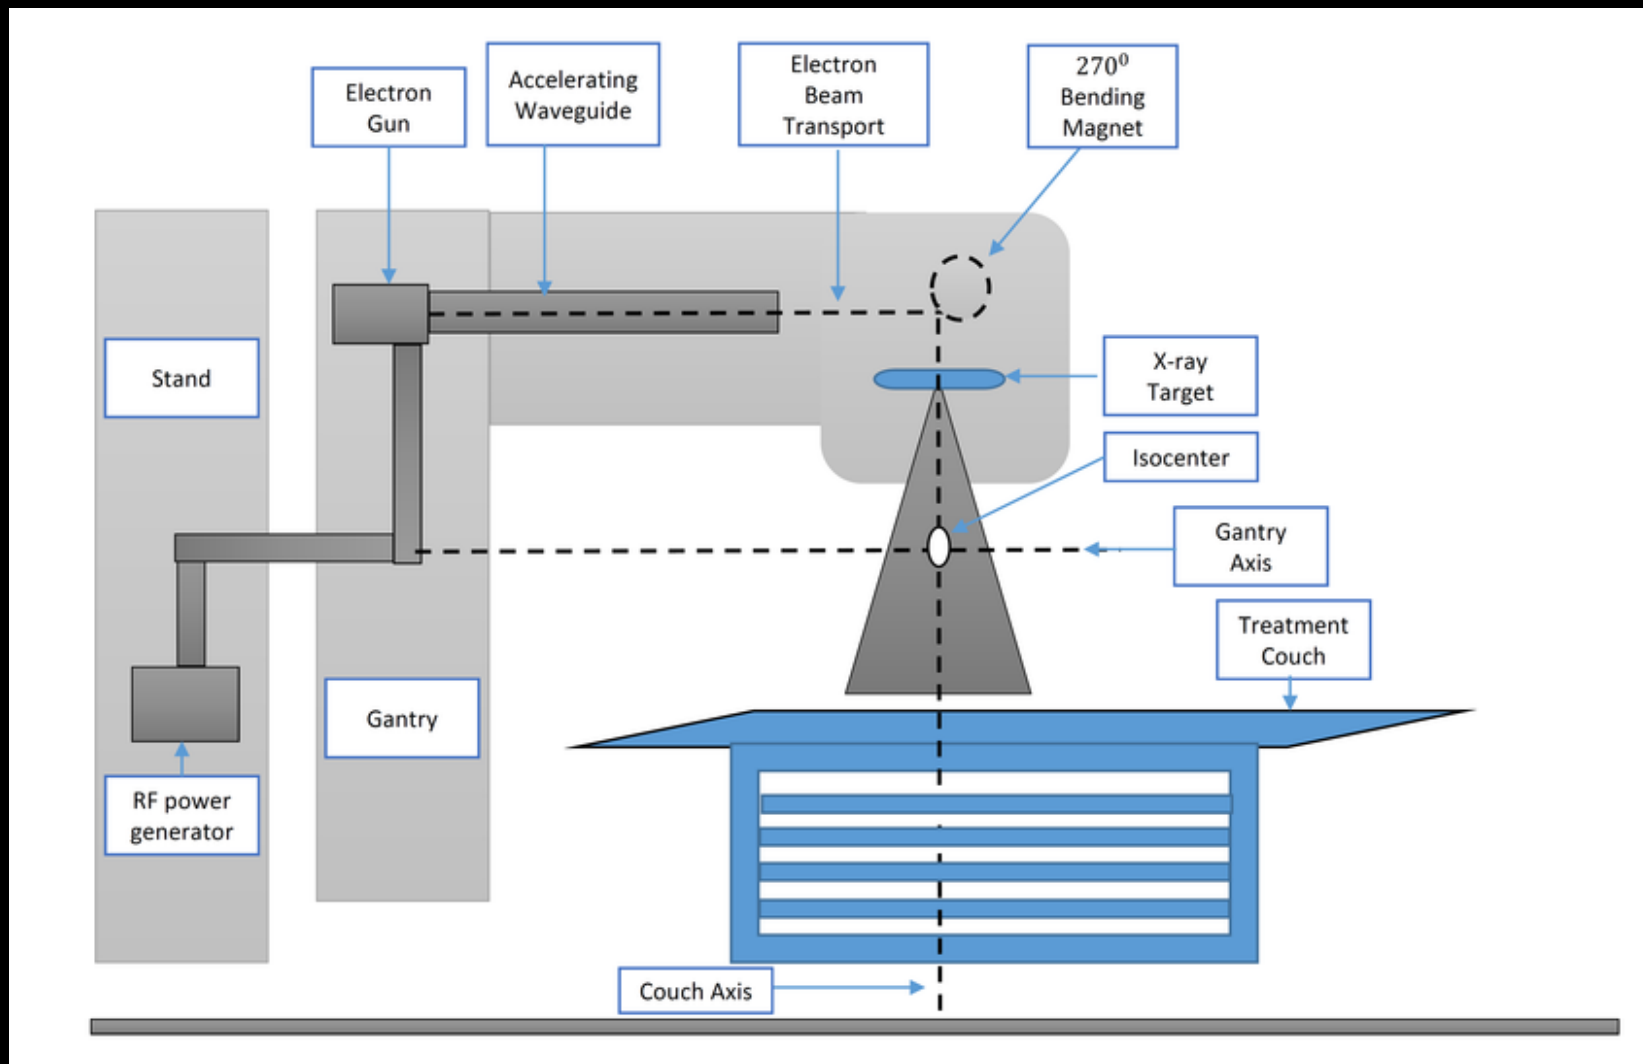 Electron
Gun
Accelerating
Waveguide
Electron
Beam
Transport
270⁰
Bending
Magnet
Stand
X-ray
Target
Isocenter
Gantry
Axis
Treatment
Couch
Gantry
RF power
generator
Couch Axis